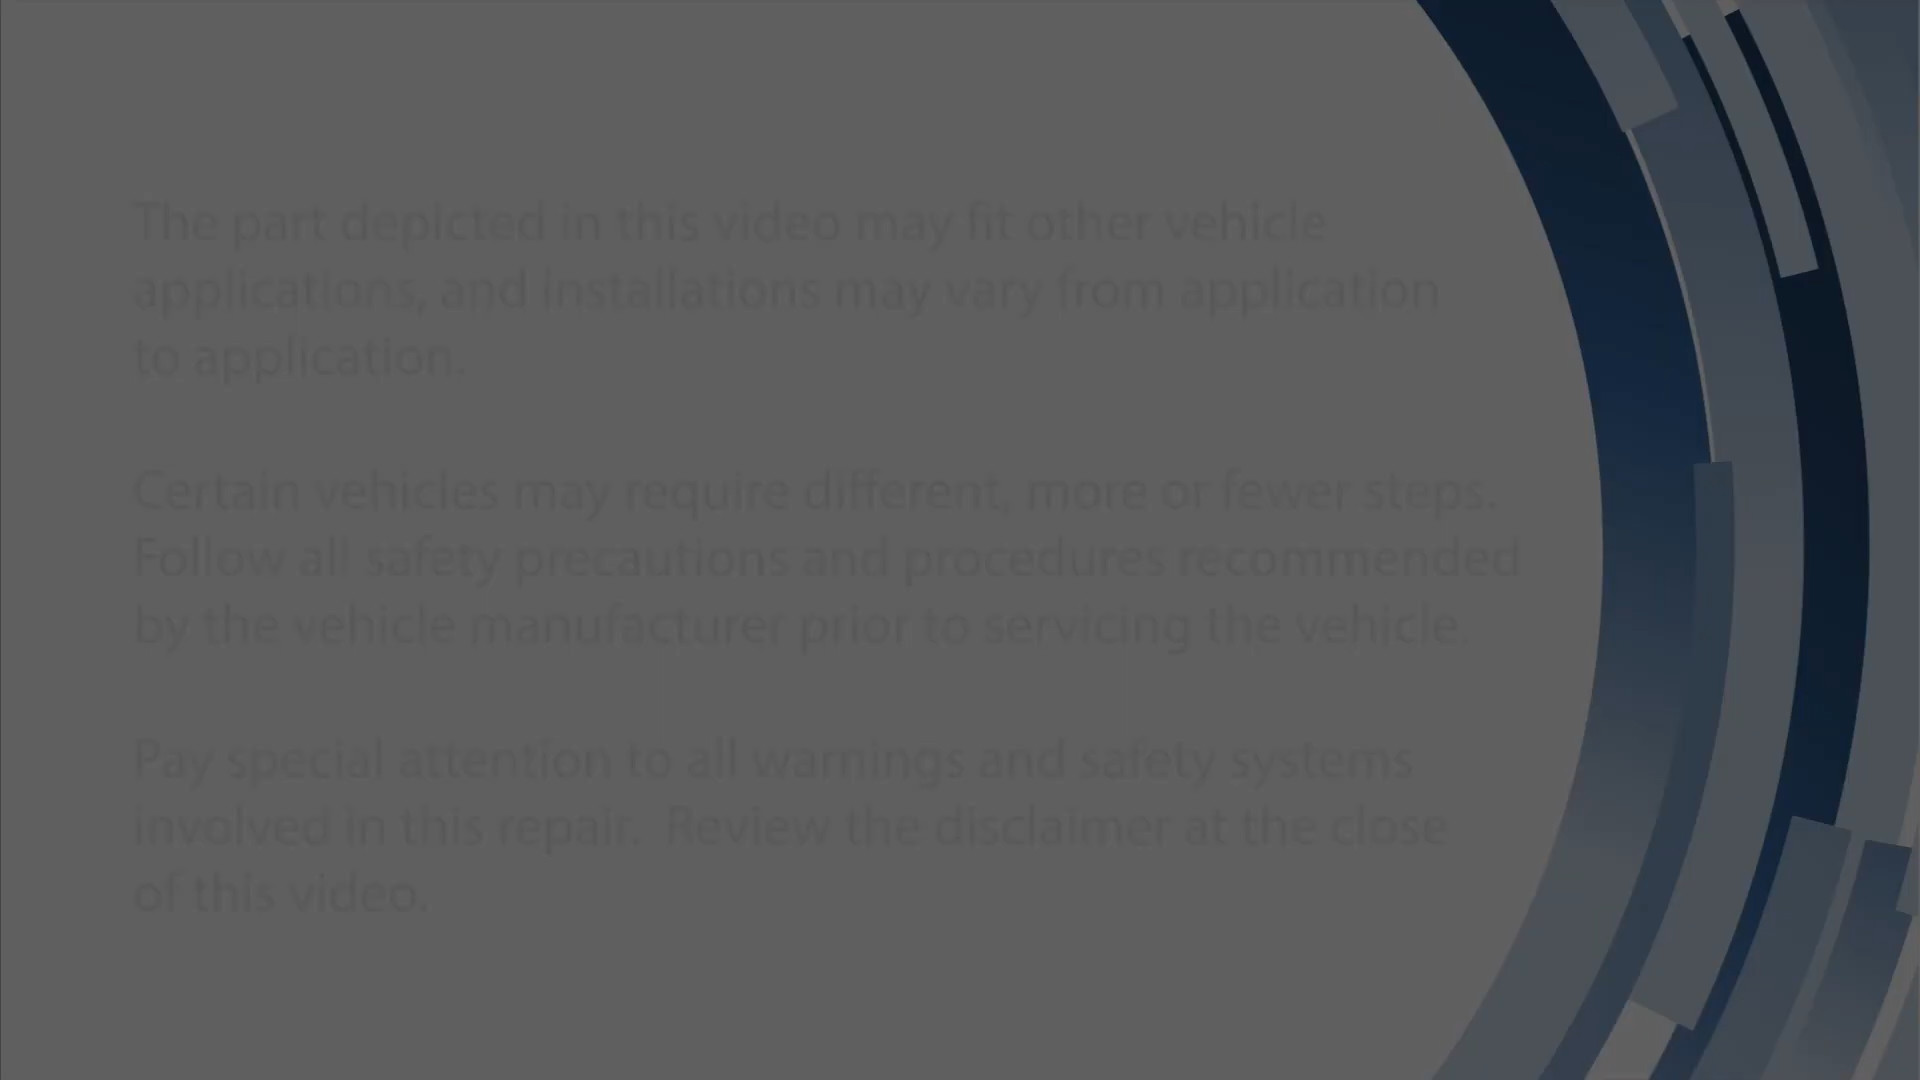 The part depicted in this video may fit other vehicle
applications, and installations may vary from application
to application.
Certain vehicles may require different, more or fewer steps.
Follow all safety precautions and procedures recommended
by the vehicle manufacturer prior to servicing the vehicle.
Pay special attention to all warnings and safety systems
involved in this repair.  Review the disclaimer at the close
of this video.